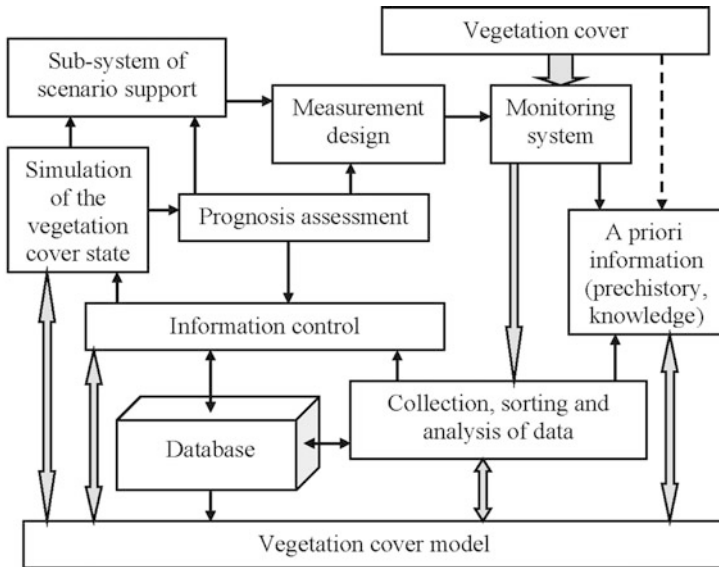 Vegetation cover
Sub-system of
scenario support
Measurement
design
Monitoring
system
Simulation
of the
vegetation
cover state
Prognosis assessment
A priori
information
(prechistory,
knowledge)
Information control
Collection, sorting and
analysis of data
Database
Vegetation cover model